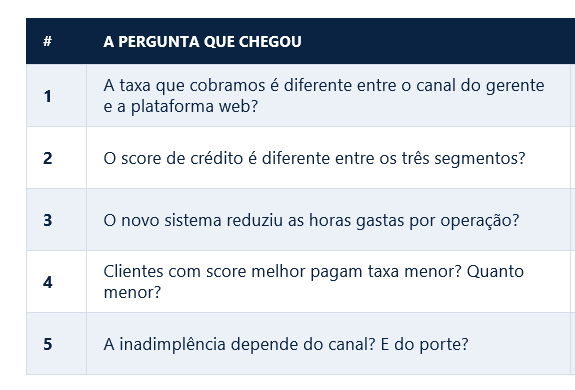 # A PERGUNTA QUE CHEGOU
1 A taxa que cobramos é diferente entre o canal do gerente
e a plataforma web?
2 O score de crédito é diferente entre os três segmentos?
3 O novo sistema reduziu as horas gastas por operação?
4 Clientes com score melhor pagam taxa menor? Quanto
menor?
5 A inadimplência depende do canal? E do porte?